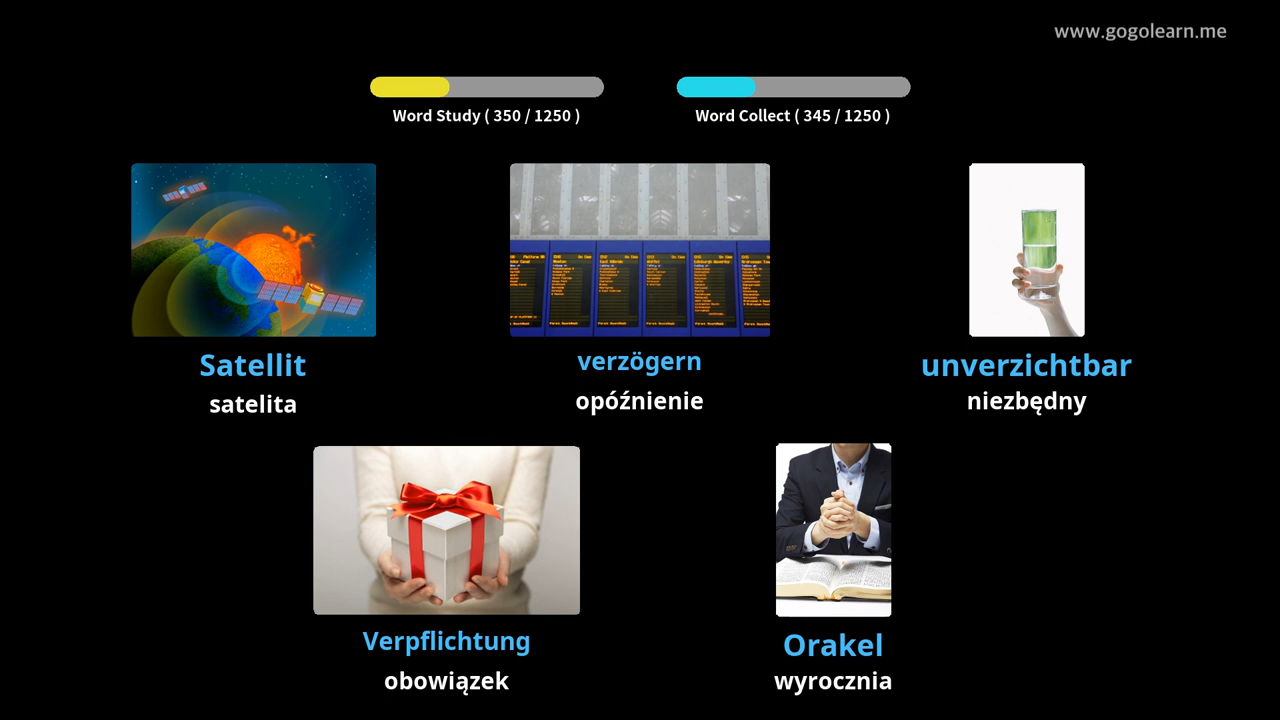 www.gogolearn.me
Word Study ( 350 / 1250 )
Word Collect ( 345 / 1250 )
Satellit
satelita
verzögern
opóźnienie
unverzichtbar
niezbędny
Verpflichtung
obowiązek
Orakel
wyrocznia